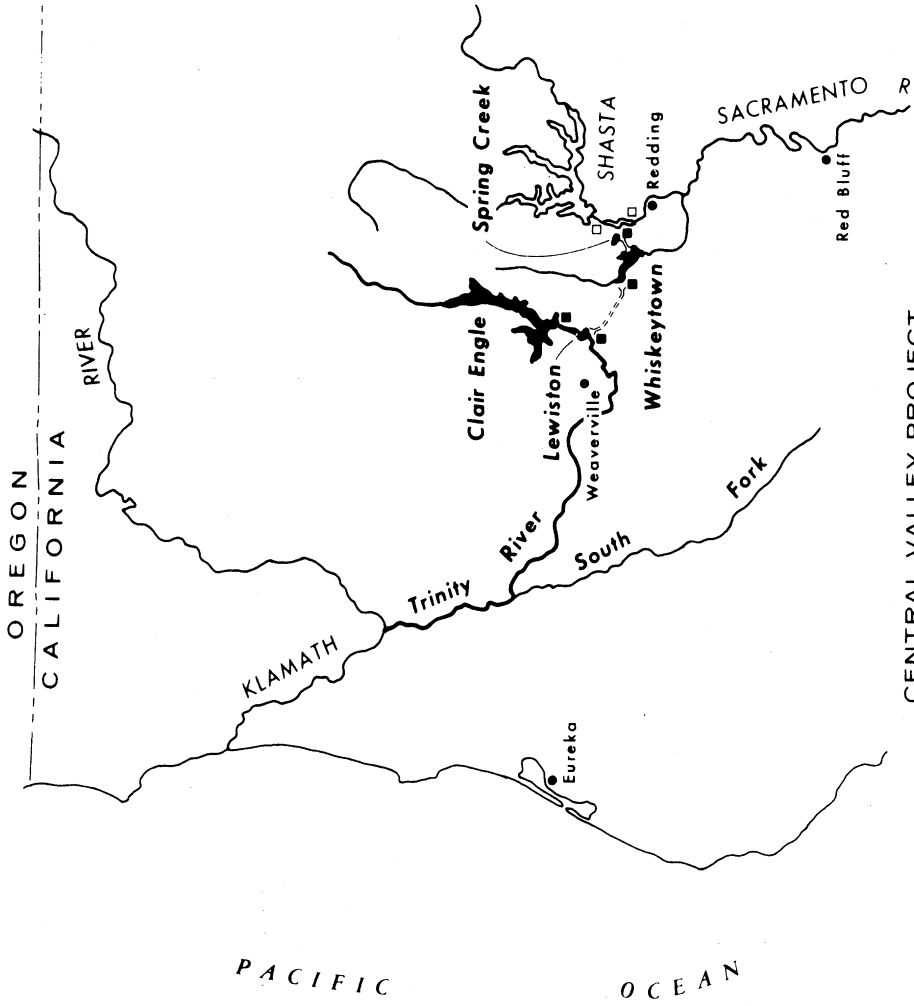 OREGON
CALIFORNIA
RIVER
KLAMATH
Trinity
River
South
Fork
Clair Engle
Lewiston
Weaverville
Whiskeytown
Spring Creek
SHASTA
Redding
SACRAMENTO R
Red Bluff
Eureka
PACIFIC OCEAN
CENTRAL VALLEY PROJECT